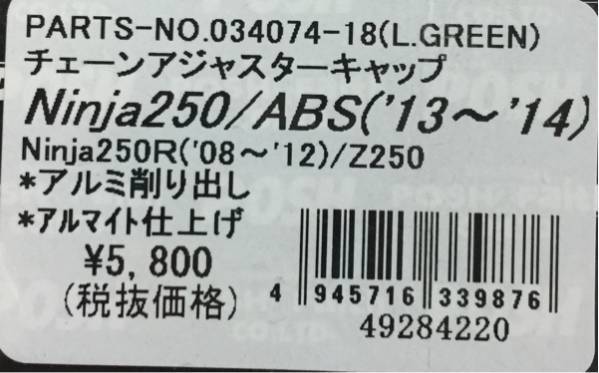 PARTS-NO.034074-18(L.GREEN)
チェーンアジャスターキャップ
Ninja250/ABS('13～'14)
Ninja250R('08～'12)/Z250
*アルミ削り出し
*アルマイト仕上げ
¥5,800
(税抜価格)
4 945716 339876
49284220